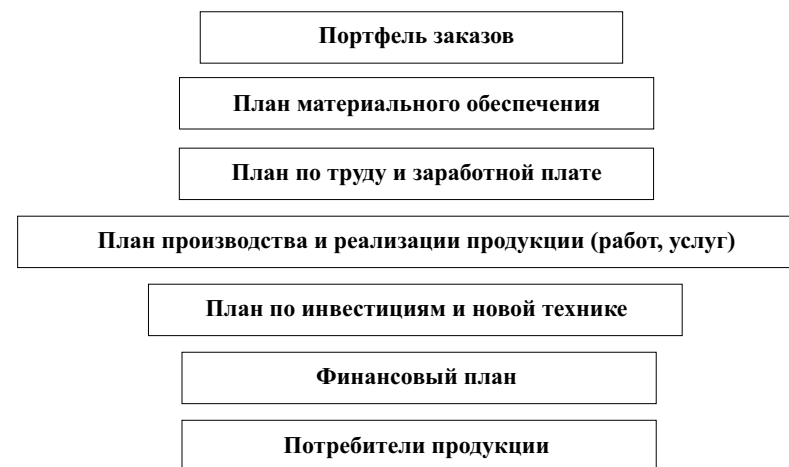 Портфель заказов
План материального обеспечения
План по труду и заработной плате
План производства и реализации продукции (работ, услуг)
План по инвестициям и новой технике
Финансовый план
Потребители продукции